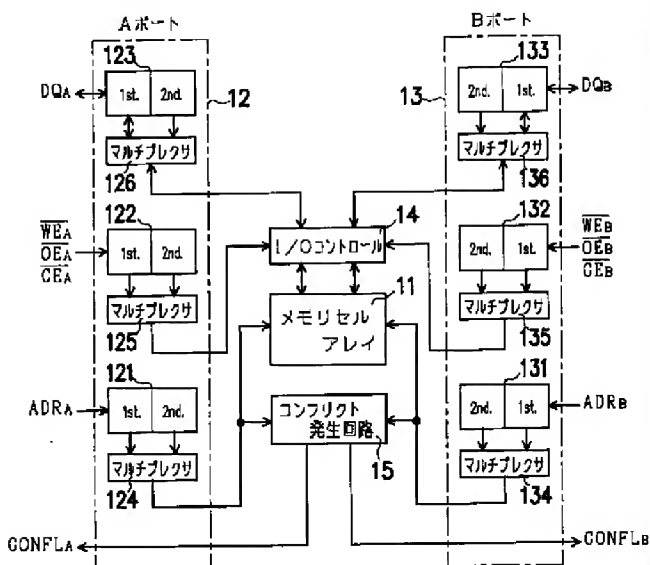 Aポート
Bポート
123
133
DQA
1st.
2nd.
12
13
2nd.
1st.
DQB
マルチプレクサ
マルチプレクサ
126
136
122
14
132
WEA
OEA
CEA
1st.
2nd.
I/Oコントロール
2nd.
1st.
WEB
OEB
CEB
マルチプレクサ
125
11
メモリセル
アレイ
マルチプレクサ
135
121
131
ADRA
1st.
2nd.
コンフリクト
発生回路
15
2nd.
1st.
ADRB
マルチプレクサ
124
マルチプレクサ
134
CONFLA
CONFLB